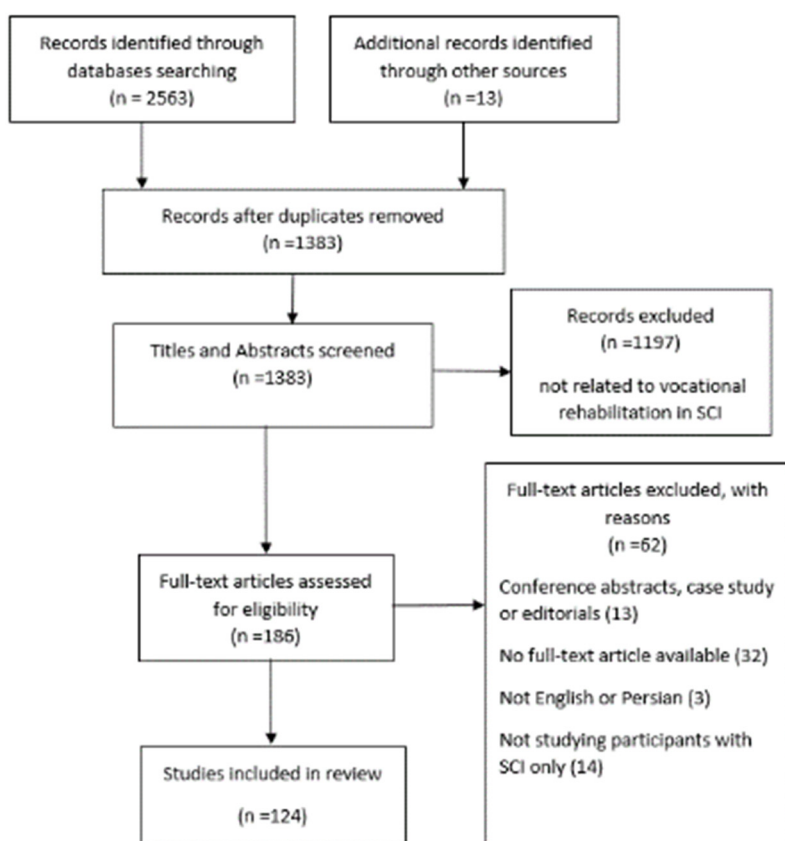 Records identified through
databases searching
(n = 2563)
Additional records identified
through other sources
(n =13)
Records after duplicates removed
(n =1383)
Titles and Abstracts screened
(n =1383)
Records excluded
(n =1197)
not related to vocational
rehabilitation in SCI
Full-text articles assessed
for eligibility
(n =186)
Full-text articles excluded, with
reasons
(n =62)
Conference abstracts, case study
or editorials (13)
No full-text article available (32)
Not English or Persian (3)
Not studying participants with
SCI only (14)
Studies included in review
(n =124)